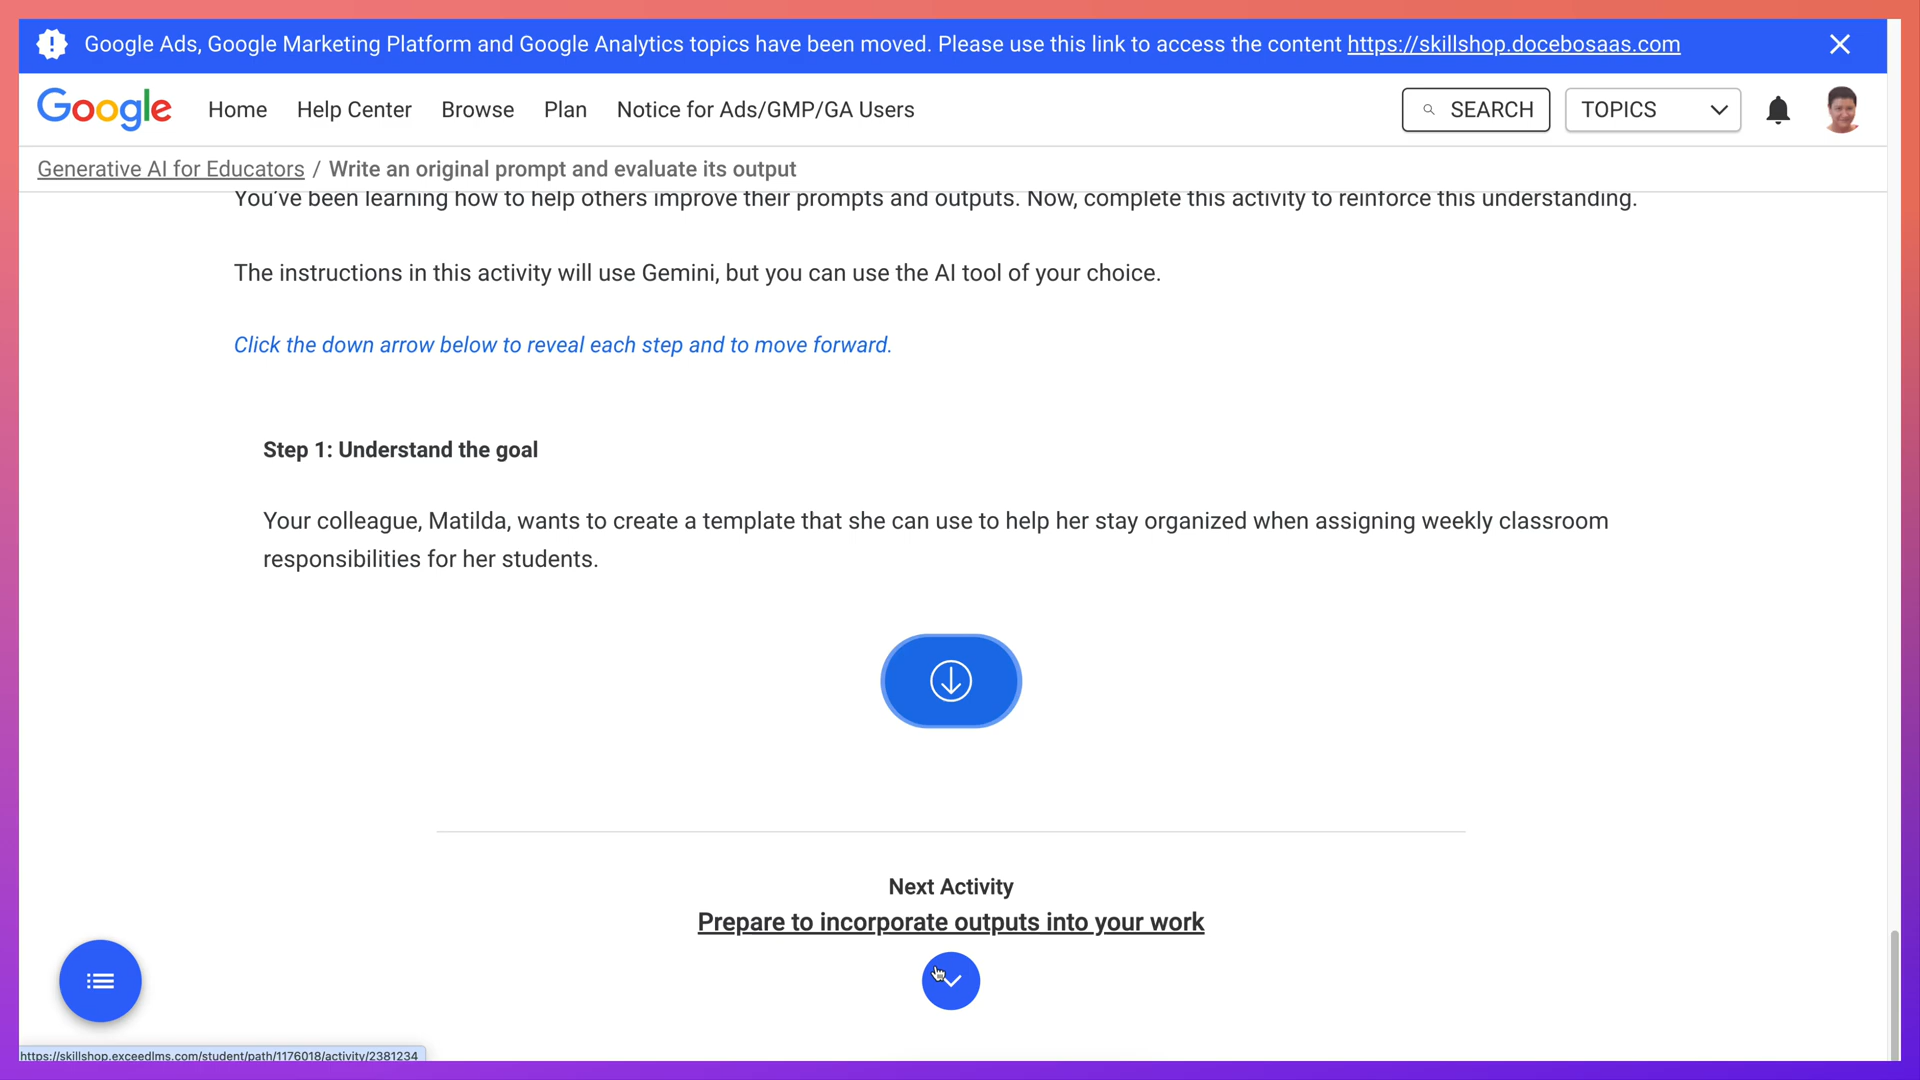 Google Ads, Google Marketing Platform and Google Analytics topics have been moved. Please use this link to access the content https://skillshop.docebosaas.com
Google Home Help Center Browse Plan Notice for Ads/GMP/GA Users SEARCH TOPICS
Generative AI for Educators / Write an original prompt and evaluate its output
You've been learning how to help others improve their prompts and outputs. Now, complete this activity to reinforce this understanding.
The instructions in this activity will use Gemini, but you can use the AI tool of your choice.
Click the down arrow below to reveal each step and to move forward.
Step 1: Understand the goal
Your colleague, Matilda, wants to create a template that she can use to help her stay organized when assigning weekly classroom
responsibilities for her students.
Next Activity
Prepare to incorporate outputs into your work
https://skillshop.exceedlms.com/student/path/1176018/activity/2381234